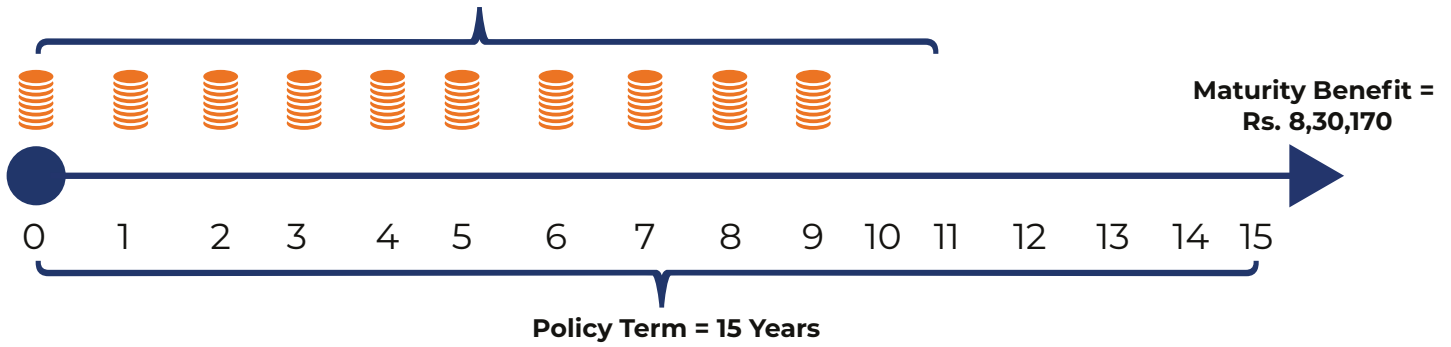 Maturity Benefit =
Rs. 8,30,170
0 1 2 3 4 5 6 7 8 9 10 11 12 13 14 15
Policy Term = 15 Years